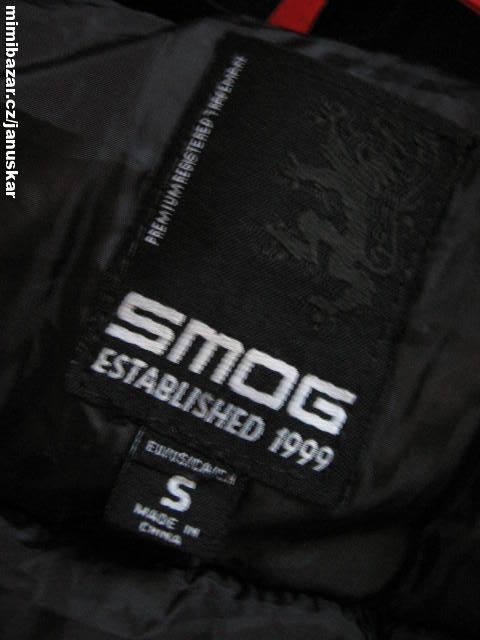 mimibazar.cz/januskar
PREMIUM REGISTERED TRADEMARK
SMOG
ESTABLISHED 1999
S
MADE IN
CHINA